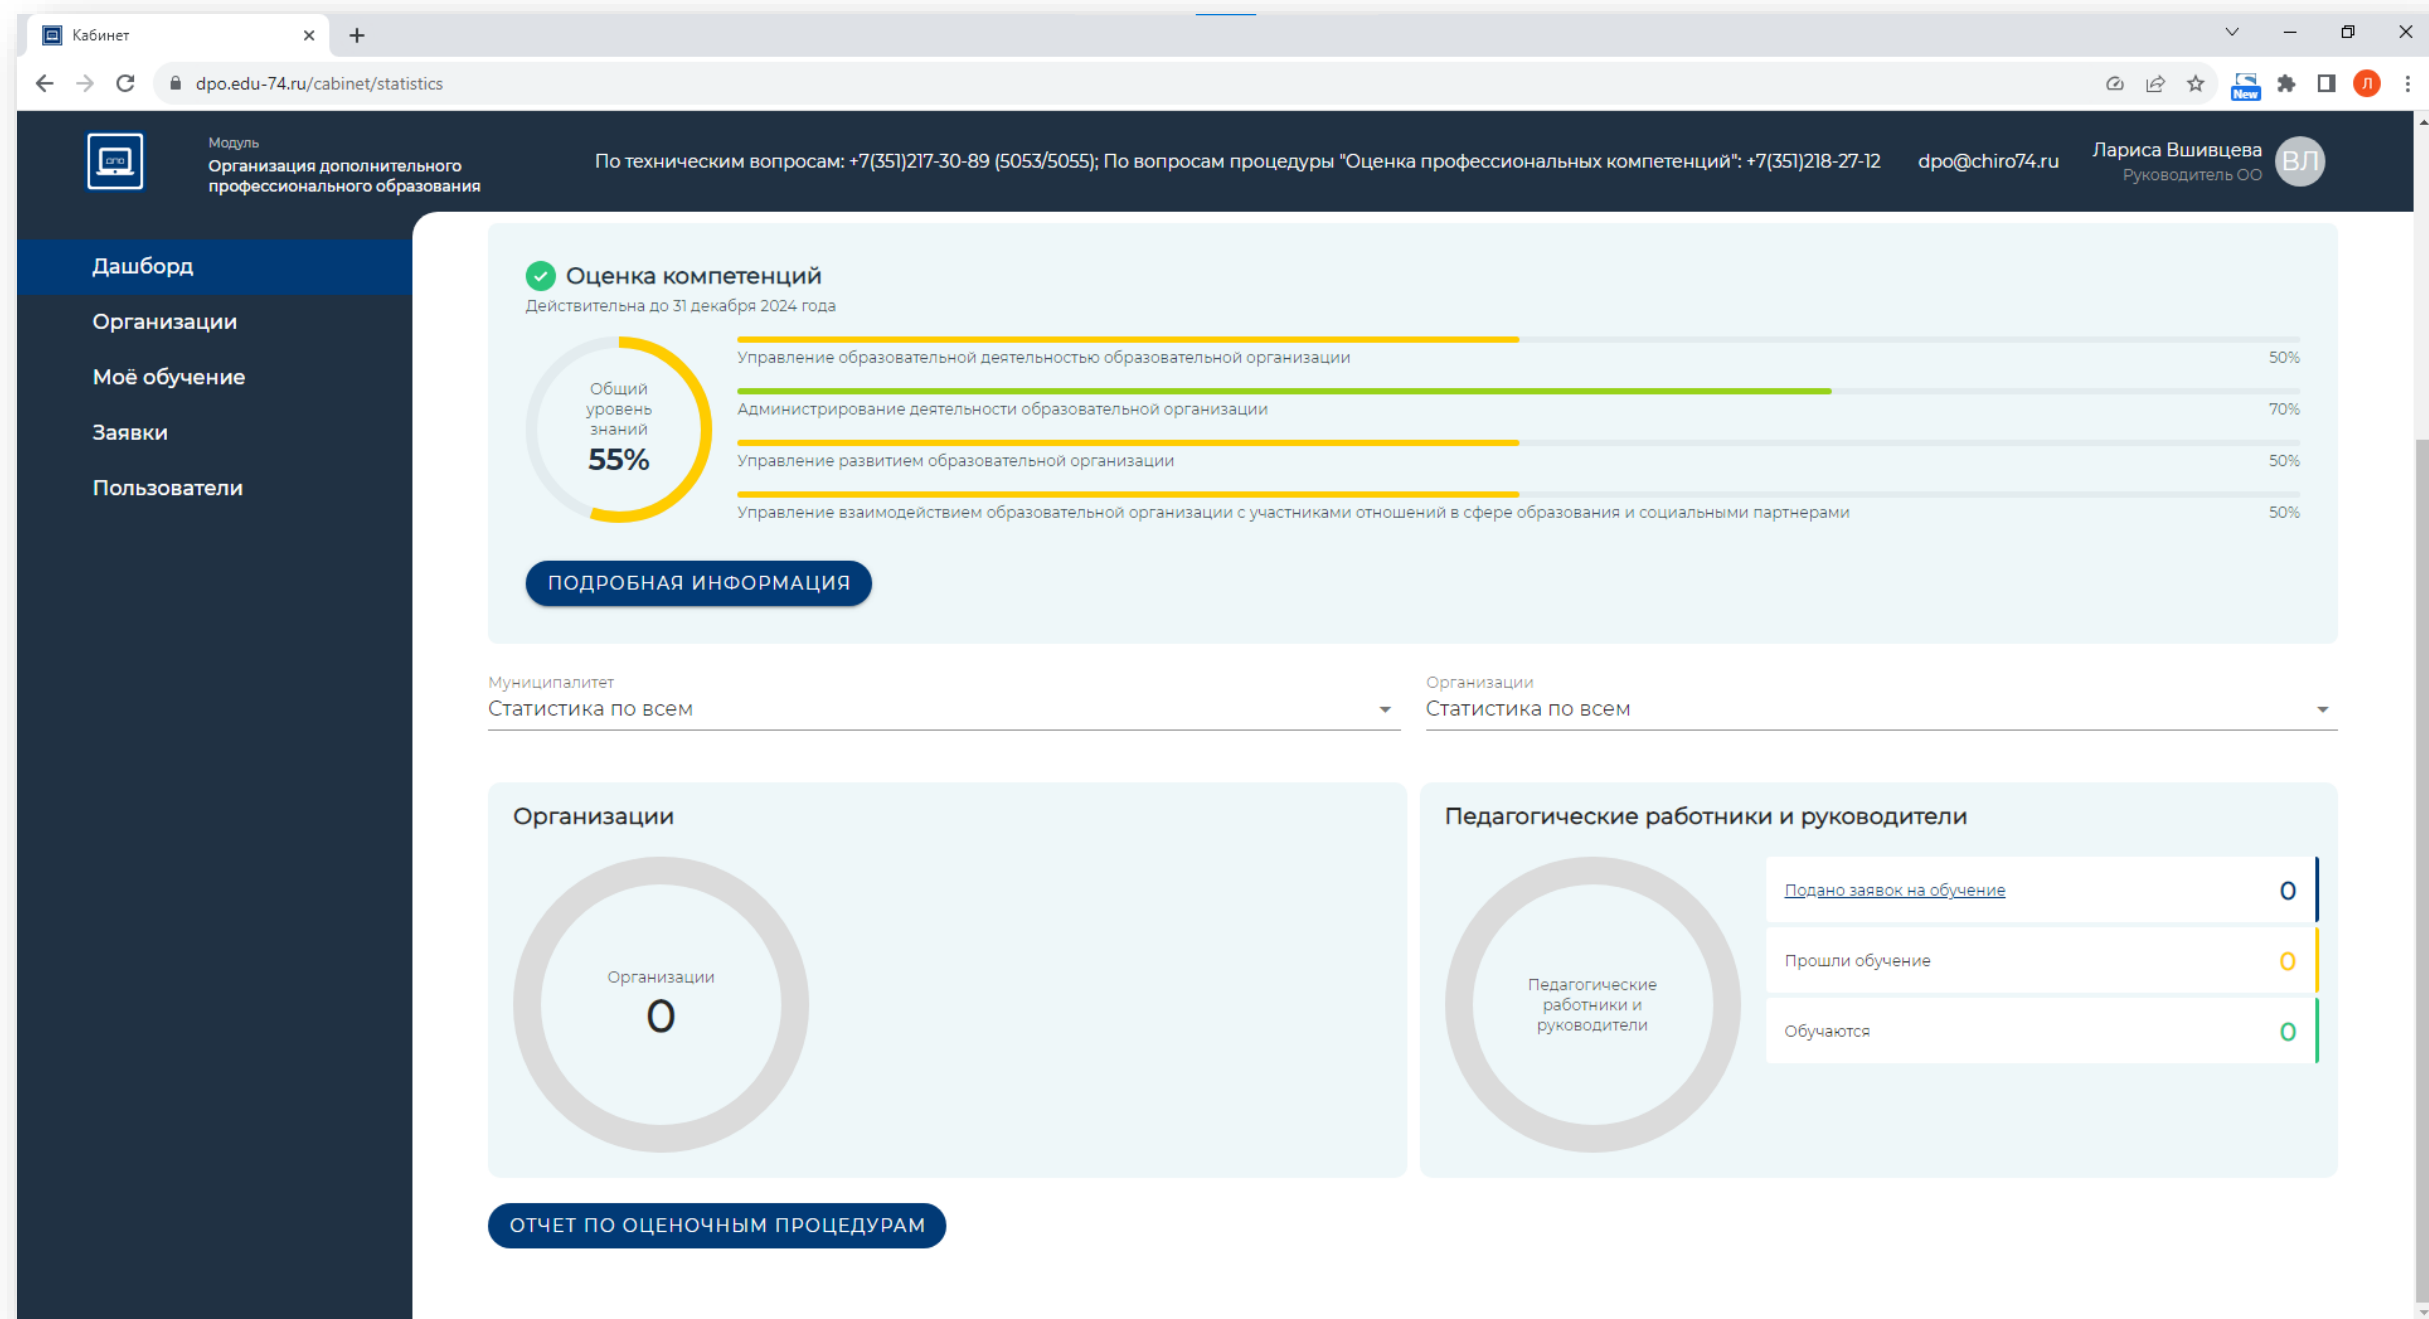 Кабинет
dpo.edu-74.ru/cabinet/statistics
New
Л
дпо
Модуль
Организация дополнительного
профессионального образования
По техническим вопросам: +7(351)217-30-89 (5053/5055); По вопросам процедуры "Оценка профессиональных компетенций": +7(351)218-27-12
dpo@chiro74.ru
Лариса Вшивцева
Руководитель ОО
ВЛ
Дашборд
Организации
Моё обучение
Заявки
Пользователи
Оценка компетенций
Действительна до 31 декабря 2024 года
Общий
уровень
знаний
55%
Управление образовательной деятельностью образовательной организации 50%
Администрирование деятельности образовательной организации 70%
Управление развитием образовательной организации 50%
Управление взаимодействием образовательной организации с участниками отношений в сфере образования и социальными партнерами 50%
ПОДРОБНАЯ ИНФОРМАЦИЯ
Муниципалитет
Статистика по всем
Организации
Статистика по всем
Организации
Организации
0
Педагогические работники и руководители
Педагогические
работники и
руководители
Подано заявок на обучение 0
Прошли обучение 0
Обучаются 0
ОТЧЕТ ПО ОЦЕНОЧНЫМ ПРОЦЕДУРАМ